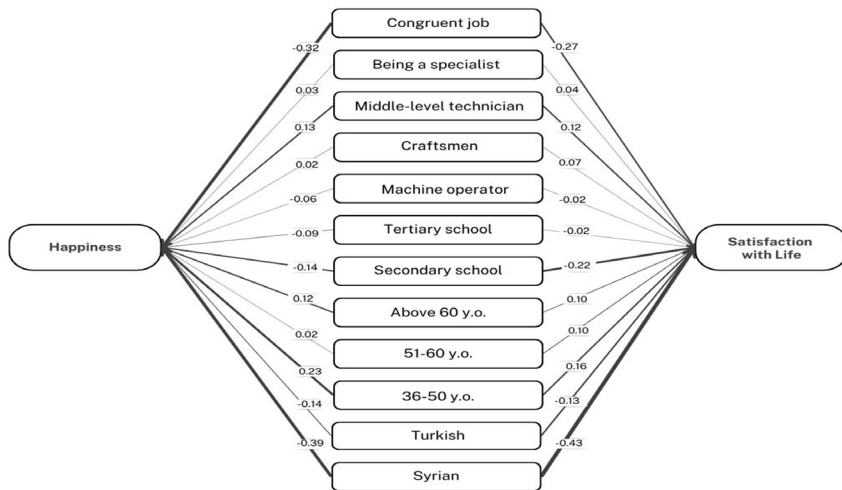 Congruent job
-0.32
-0.27
Being a specialist
0.03
0.04
Middle-level technician
0.13
0.12
Craftsmen
0.02
0.07
Machine operator
-0.06
-0.02
Tertiary school
-0.09
-0.02
Happiness
Satisfaction
with Life
Secondary school
-0.14
-0.22
Above 60 y.o.
0.12
0.10
51-60 y.o.
0.02
0.10
36-50 y.o.
0.23
0.16
Turkish
-0.14
-0.13
Syrian
-0.39
-0.43